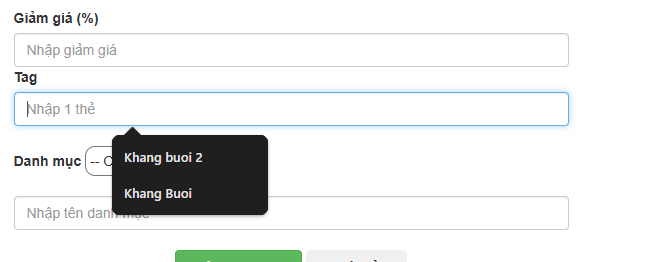 Giảm giá (%)
Nhập giảm giá
Tag
Nhập 1 thẻ
Khang buoi 2
Danh mục --
Khang Buoi
Nhập tên danh mục